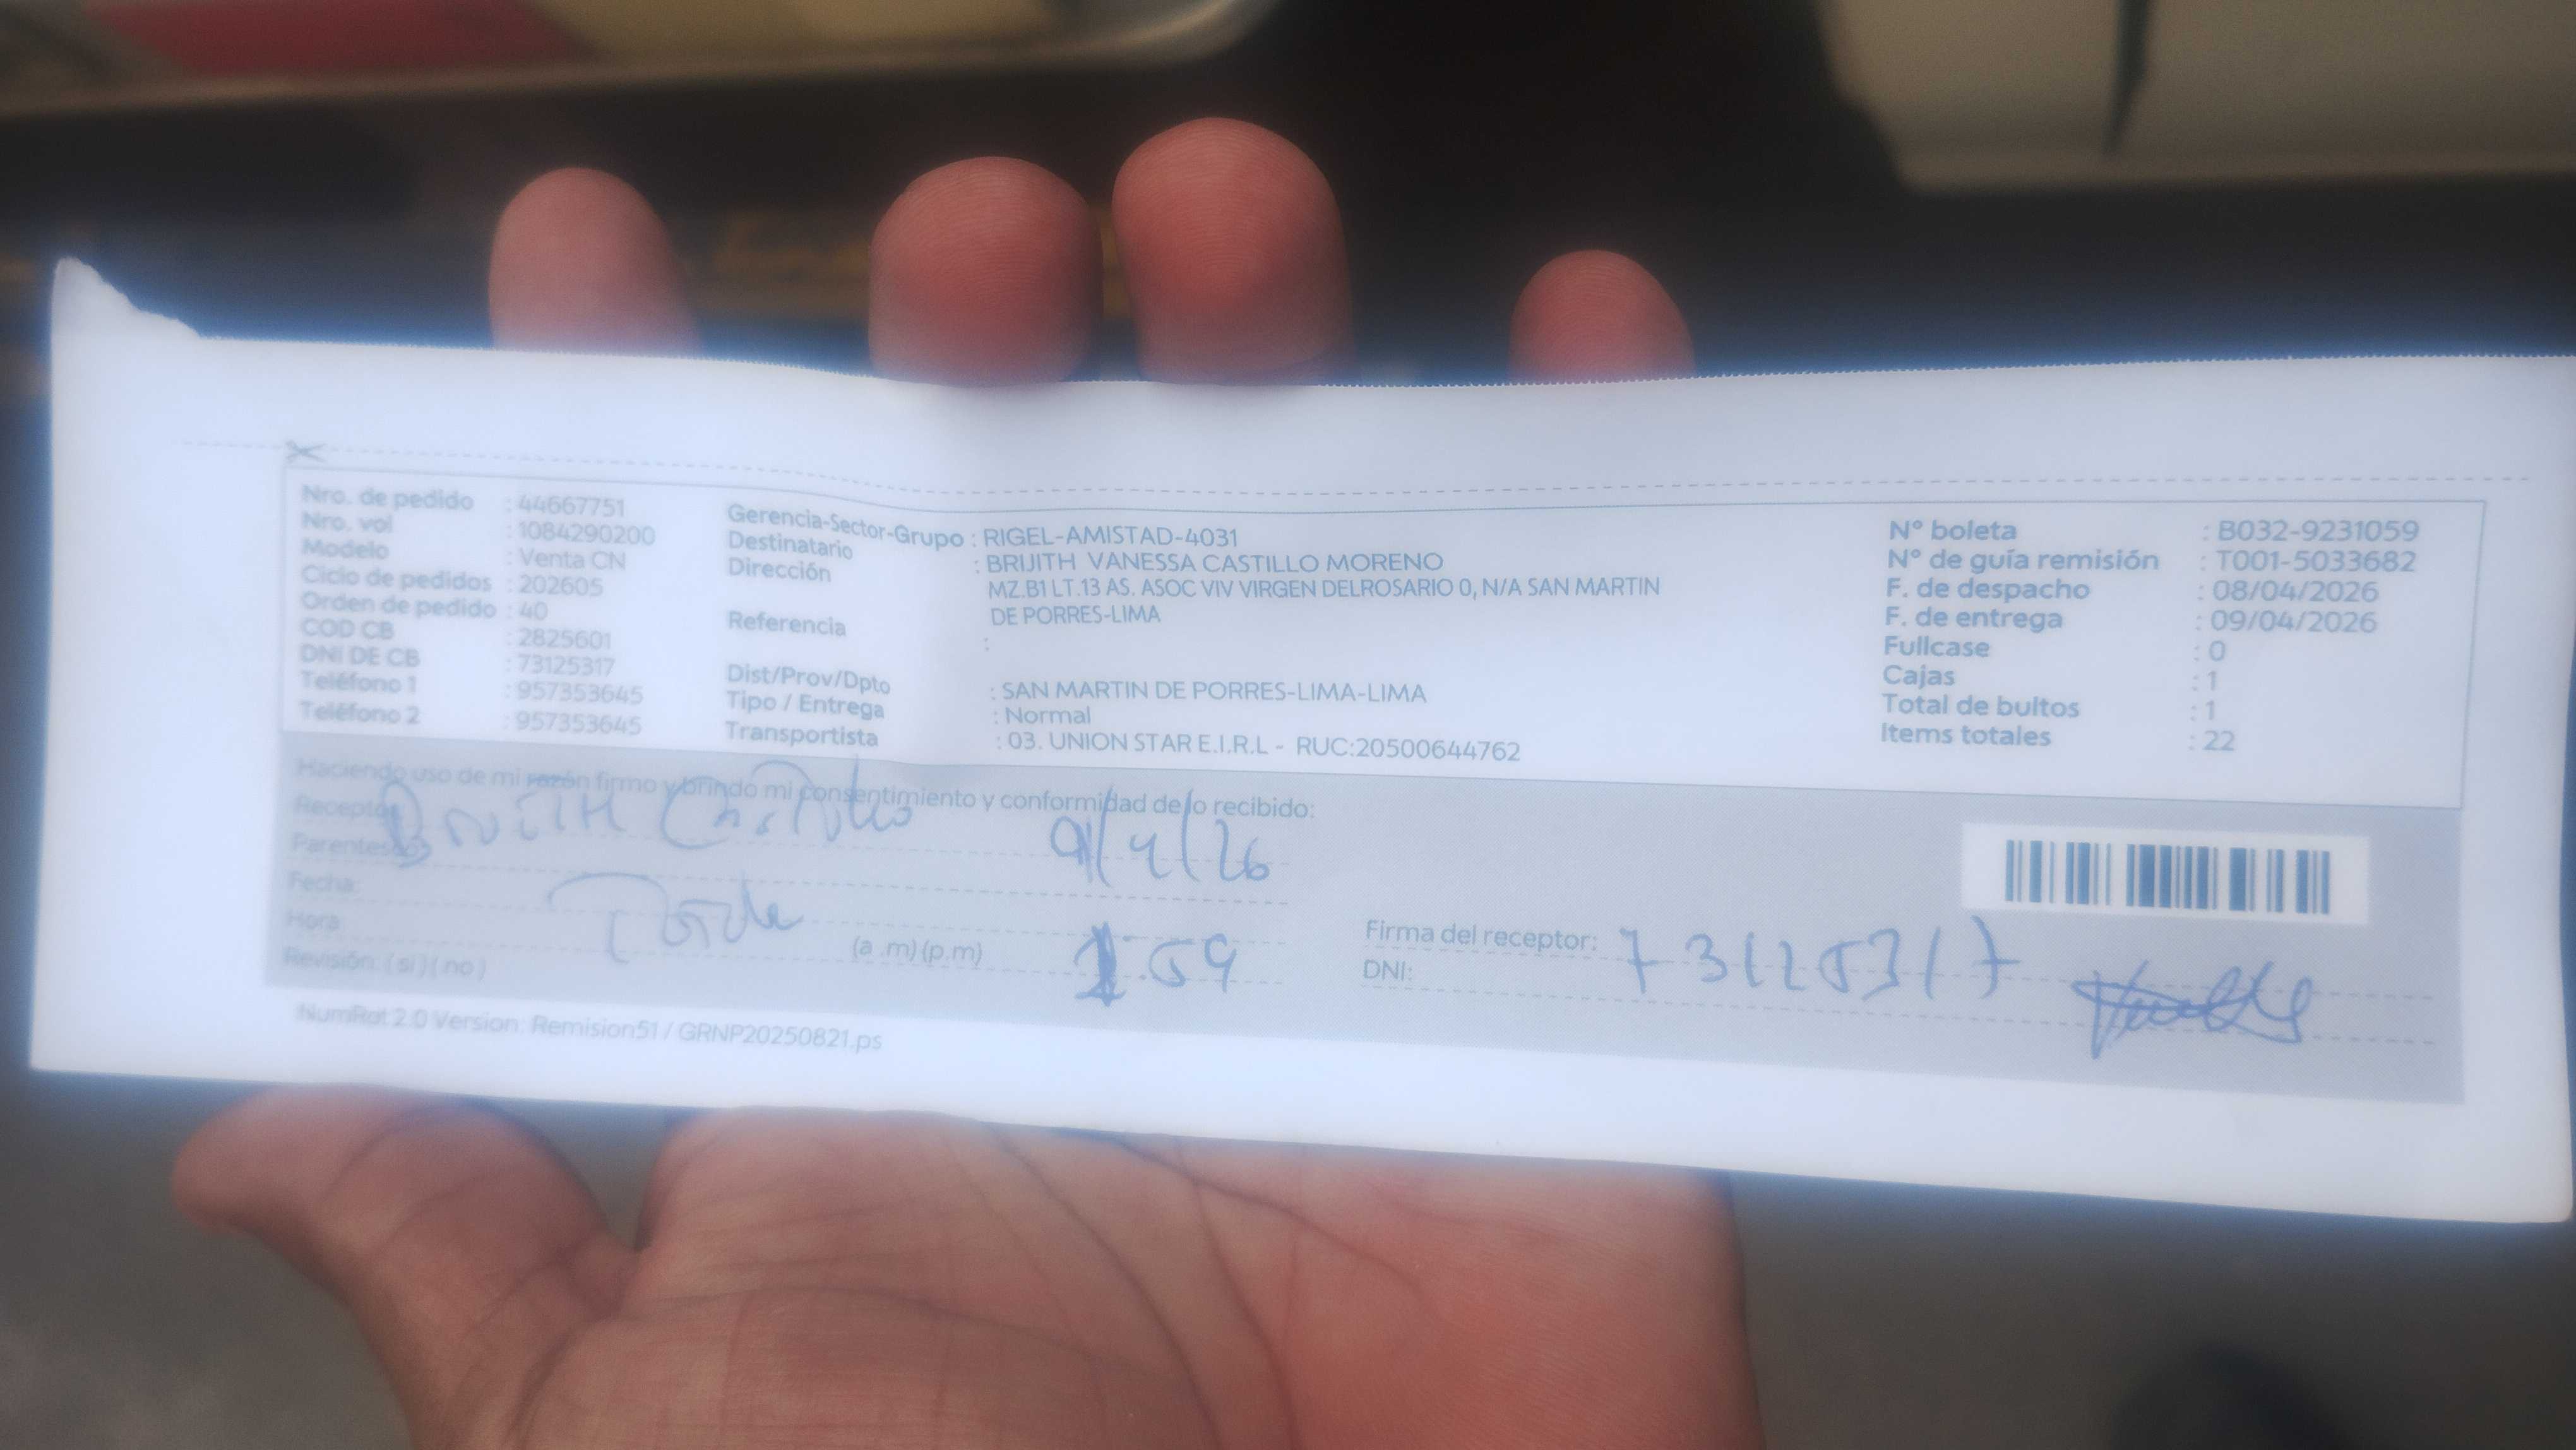 Nro. de pedido : 44667751
Nro. vol : 1084290200
Modelo : Venta CN
Ciclo de pedidos : 202605
Orden de pedido : 40
COD CB : 2825601
DNI DE CB : 73125317
Teléfono 1 : 957353645
Teléfono 2 : 957353645
Gerencia-Sector-Grupo : RIGEL-AMISTAD-4031
Destinatario : BRIJITH VANESSA CASTILLO MORENO
Dirección MZ.B1 LT.13 AS. ASOC VIV VIRGEN DELROSARIO 0, N/A SAN MARTIN
DE PORRES-LIMA
Referencia :
Dist/Prov/Dpto : SAN MARTIN DE PORRES-LIMA-LIMA
Tipo / Entrega : Normal
Transportista : 03. UNION STAR E.I.R.L - RUC:20500644762
N° boleta : B032-9231059
N° de guía remisión : T001-5033682
F. de despacho : 08/04/2026
F. de entrega : 09/04/2026
Fullcase : 0
Cajas : 1
Total de bultos : 1
Items totales : 22
Haciendo uso de mi razón firmo y brindo mi consentimiento y conformidad de lo recibido:
Receptor: Castillo
Parentesco: 9/4/26
Fecha:
Hora (a .m) (p.m) .59
Revisión: ( si ) ( no )
Firma del receptor: 73125317
DNI:
NumRot 2.0 Version: Remision51 / GRNP20250821.ps